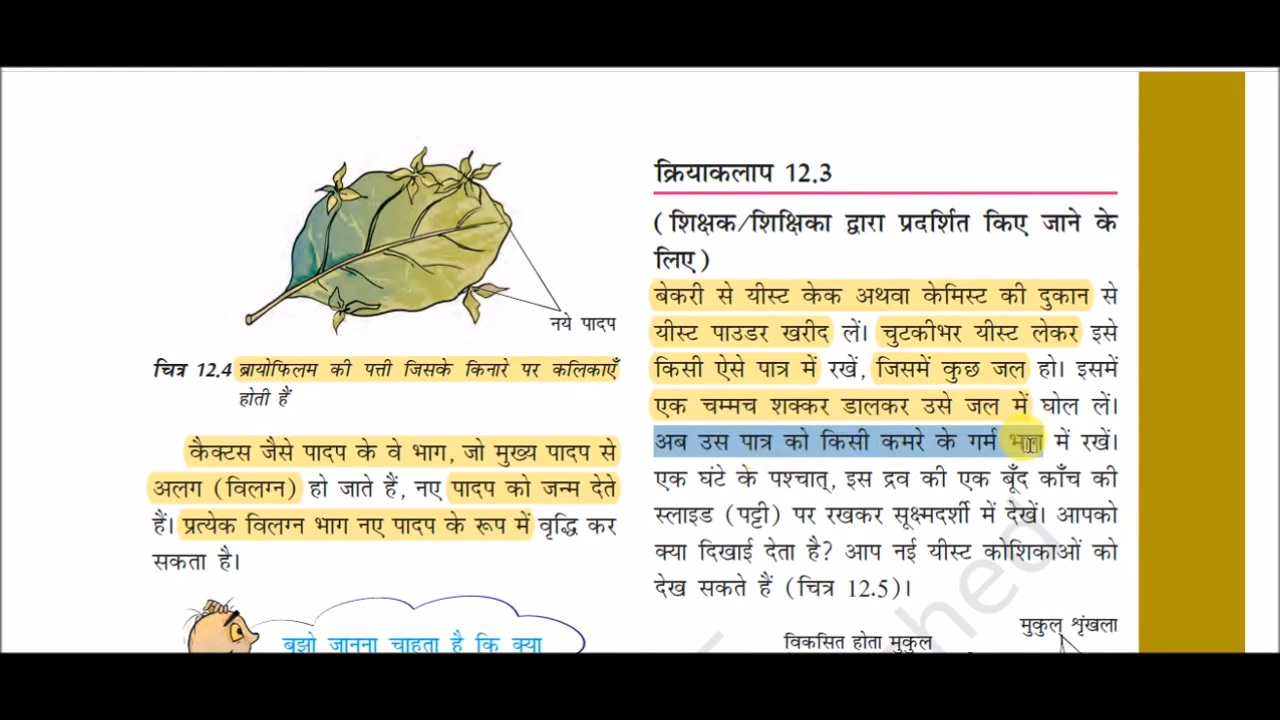 नये पादप
चित्र 12.4 ब्रायोफिलम की पत्ती जिसके किनारे पर कलिकाएँ
होती हैं
कैक्टस जैसे पादप के वे भाग, जो मुख्य पादप से
अलग (विलग्न) हो जाते हैं, नए पादप को जन्म देते
हैं। प्रत्येक विलग्न भाग नए पादप के रूप में वृद्धि कर
सकता है।
बूझो जानना चाहता है कि क्या
क्रियाकलाप 12.3
(शिक्षक/शिक्षिका द्वारा प्रदर्शित किए जाने के
लिए)
बेकरी से यीस्ट केक अथवा केमिस्ट की दुकान से
यीस्ट पाउडर खरीद लें। चुटकीभर यीस्ट लेकर इसे
किसी ऐसे पात्र में रखें, जिसमें कुछ जल हो। इसमें
एक चम्मच शक्कर डालकर उसे जल में घोल लें।
अब उस पात्र को किसी कमरे के गर्म भाग में रखें।
एक घंटे के पश्चात्, इस द्रव की एक बूँद काँच की
स्लाइड (पट्टी) पर रखकर सूक्ष्मदर्शी में देखें। आपको
क्या दिखाई देता है? आप नई यीस्ट कोशिकाओं को
देख सकते हैं (चित्र 12.5)।
मुकुल शृंखला
विकसित होता मुकुल